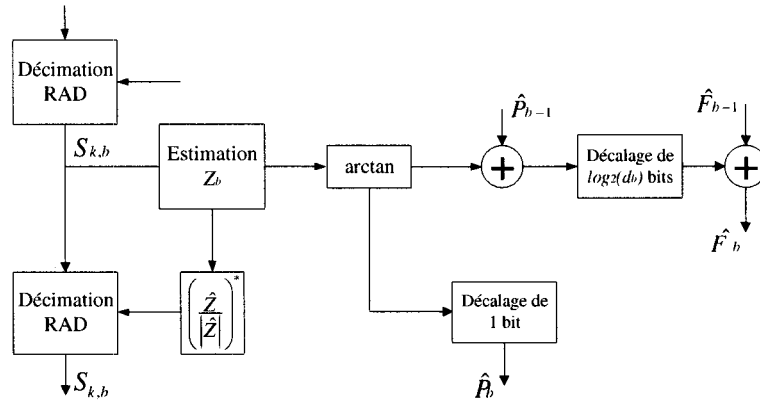 Décimation
RAD
S_{k,b}
Estimation
Z_b
arctan
P̂_{b-1}
+
Décalage de
log₂(d_b) bits
F̂_{b-1}
+
F̂_b
Décimation
RAD
(Ẑ/|Ẑ|)*
Décalage de
1 bit
S_{k,b}
P̂_b